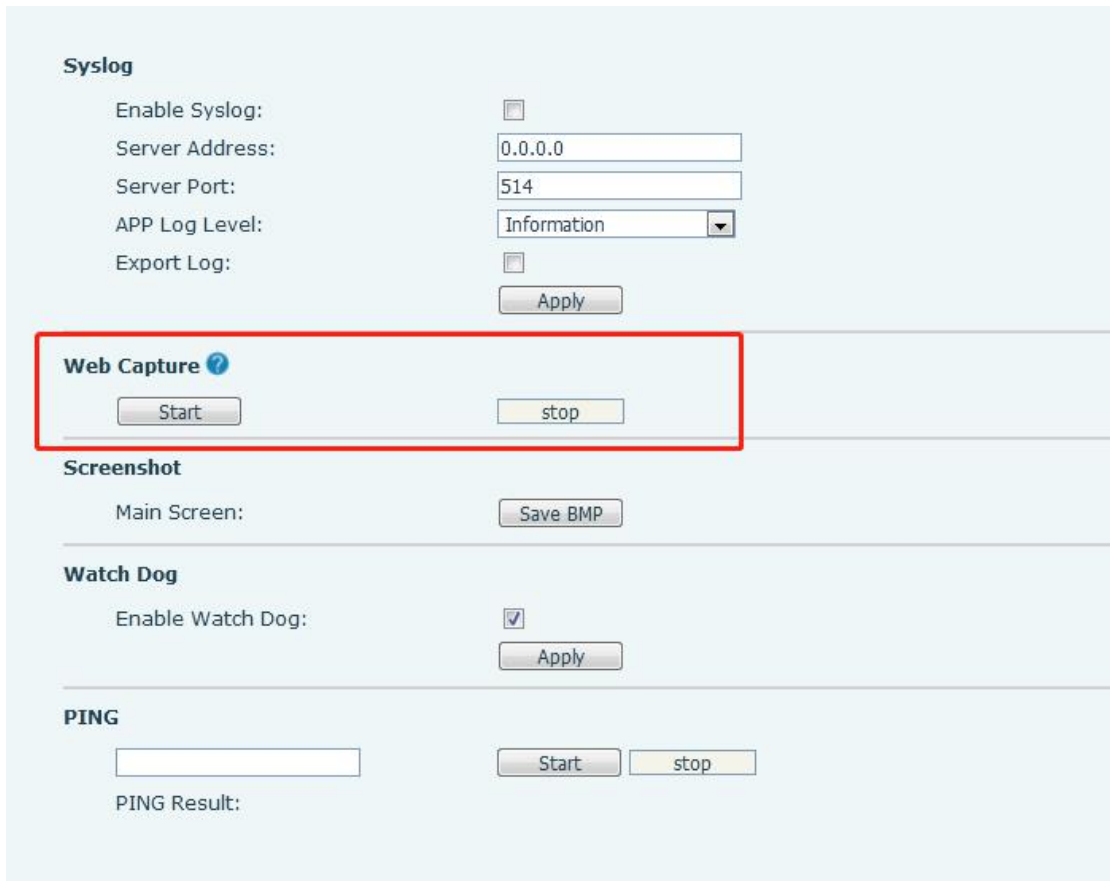 Syslog
Enable Syslog:
Server Address: 0.0.0.0
Server Port: 514
APP Log Level: Information
Export Log:
Apply
Web Capture ?
Start stop
Screenshot
Main Screen: Save BMP
Watch Dog
Enable Watch Dog:
Apply
PING
Start stop
PING Result: